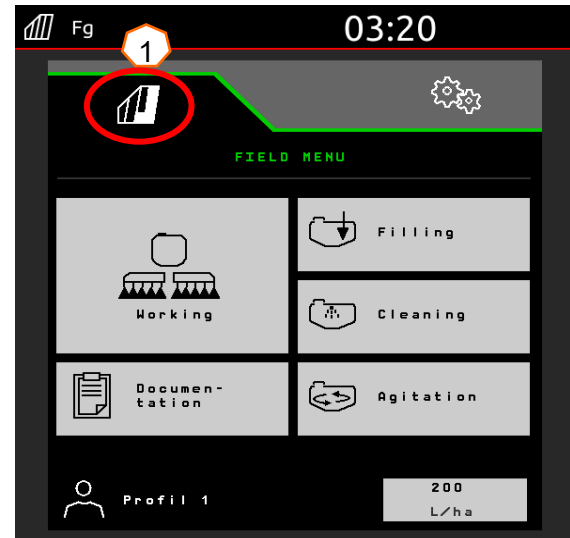 Fg
03:20
1
FIELD MENU
Working
Filling
Cleaning
Documen-
tation
Agitation
Profil 1
200
L/ha